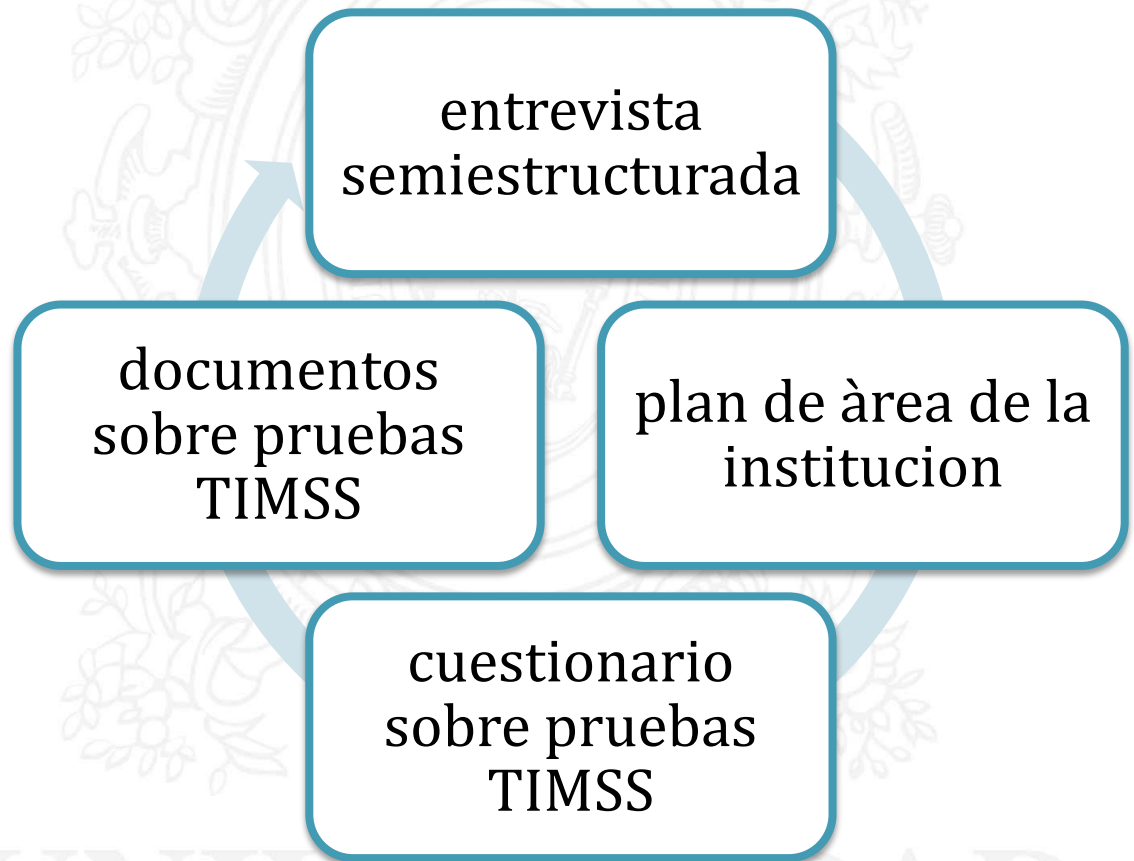 entrevista
semiestructurada
documentos
sobre pruebas
TIMSS
plan de àrea de la
institucion
cuestionario
sobre pruebas
TIMSS